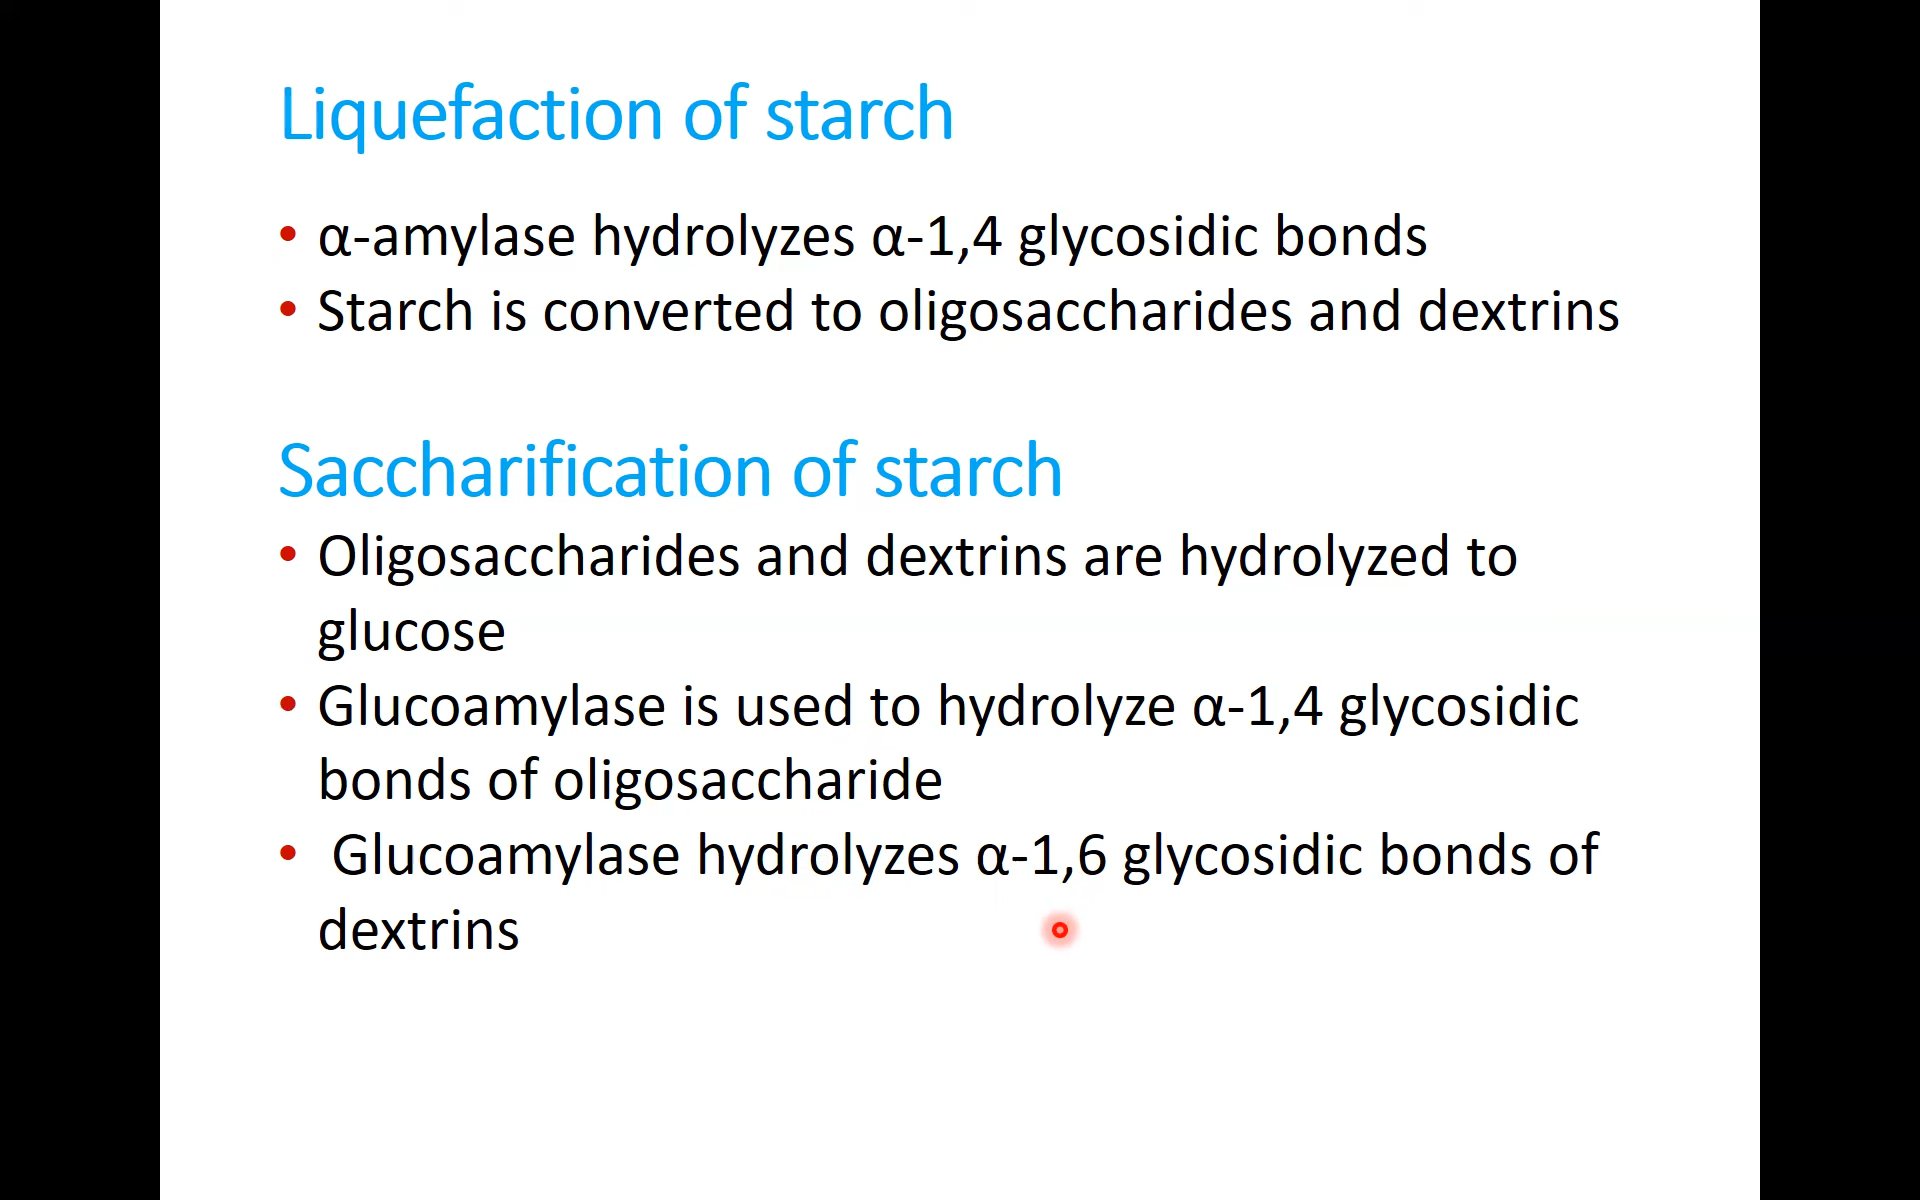 Liquefaction of starch
• α-amylase hydrolyzes α-1,4 glycosidic bonds
• Starch is converted to oligosaccharides and dextrins
Saccharification of starch
• Oligosaccharides and dextrins are hydrolyzed to
glucose
• Glucoamylase is used to hydrolyze α-1,4 glycosidic
bonds of oligosaccharide
• Glucoamylase hydrolyzes α-1,6 glycosidic bonds of
dextrins